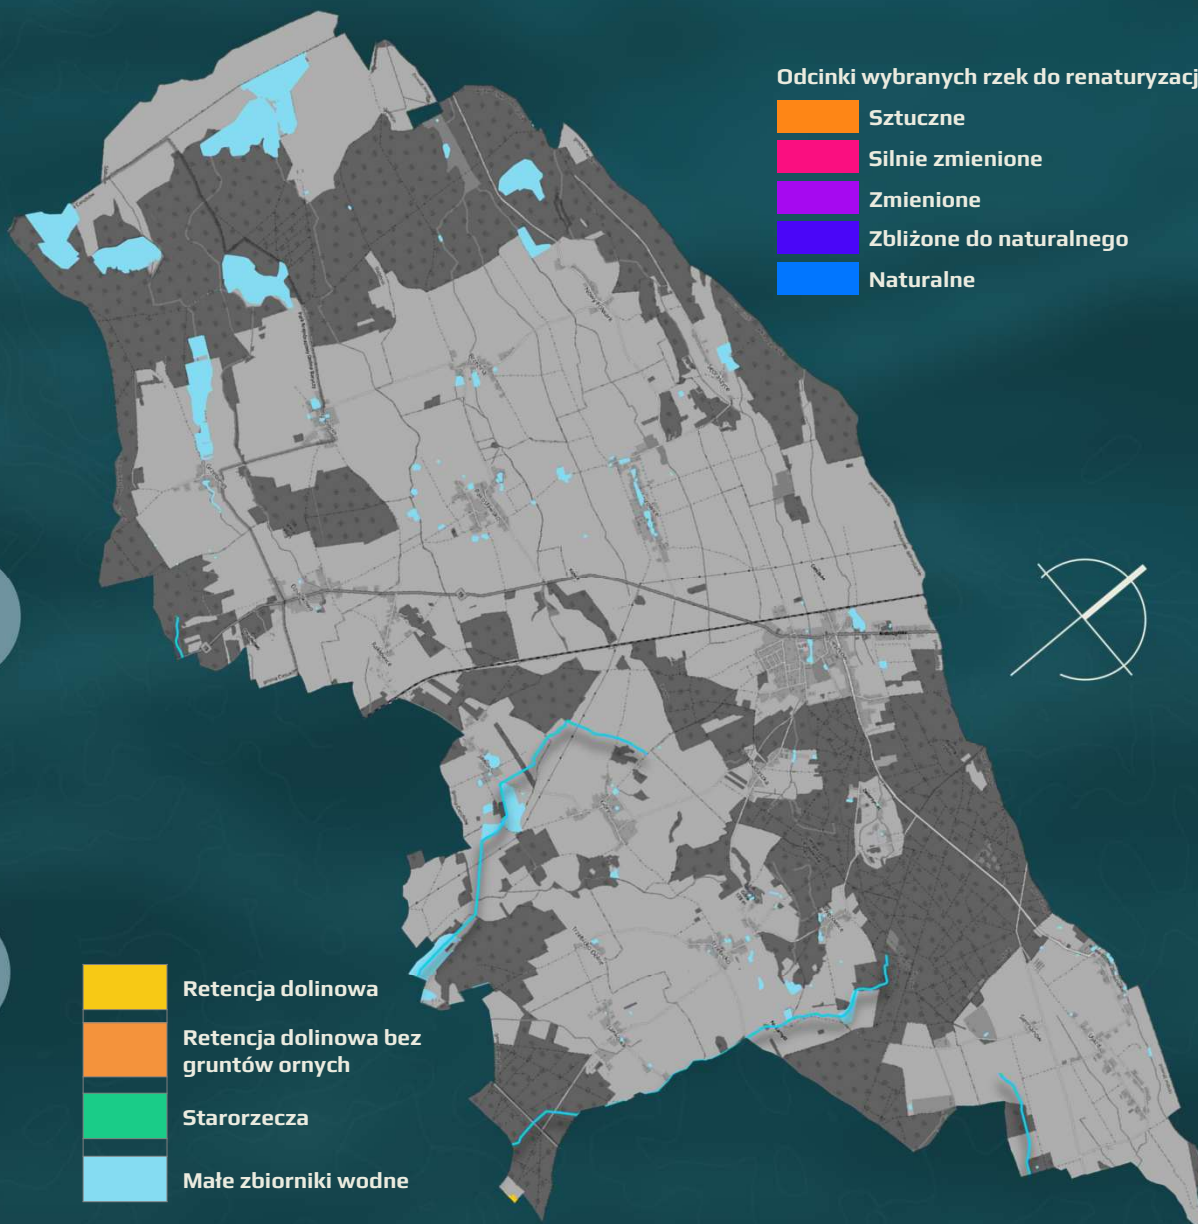 Odcinki wybranych rzek do renaturyzacj
Sztuczne
Silnie zmienione
Zmienione
Zbliżone do naturalnego
Naturalne
Retencja dolinowa
Retencja dolinowa bez
gruntów ornych
Starorzecza
Małe zbiorniki wodne